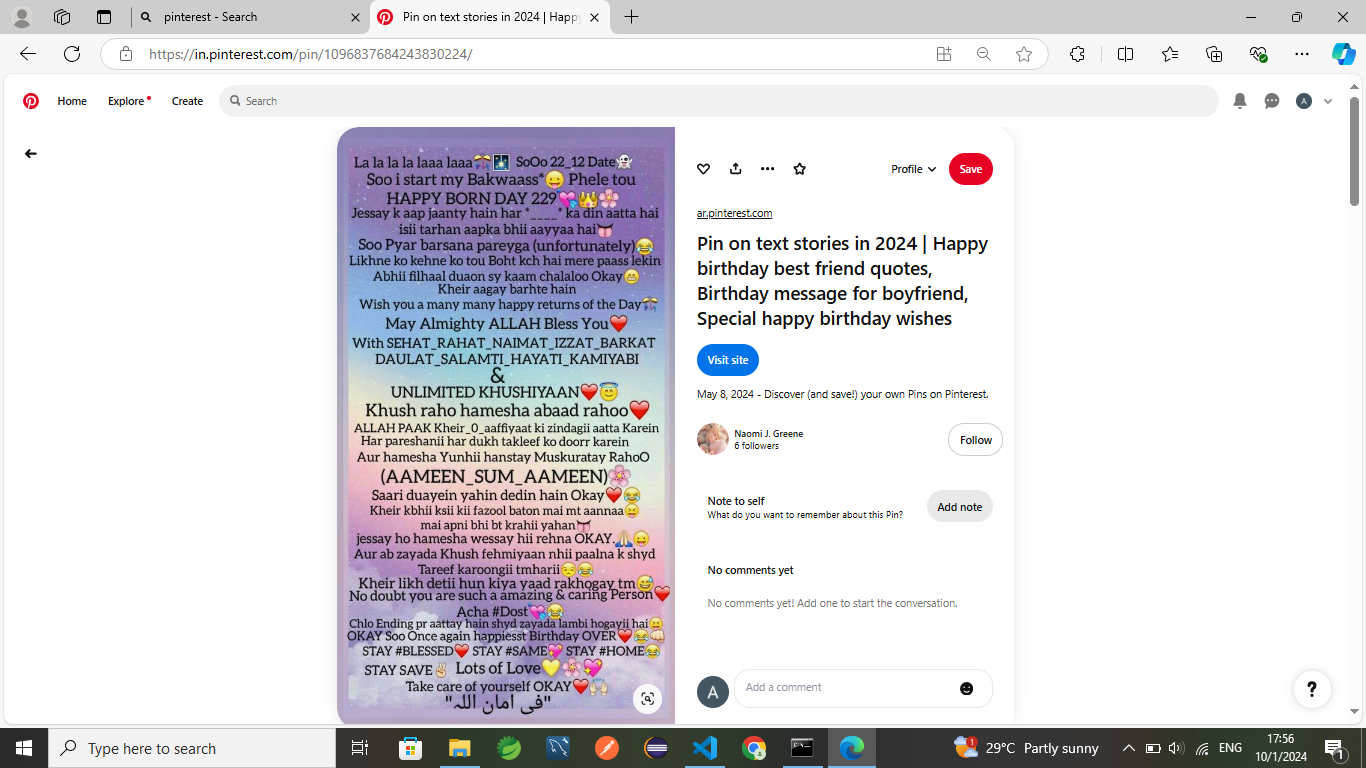 pinterest - Search
Pin on text stories in 2024 | Happy
https://in.pinterest.com/pin/1096837684243830224/
Home
Explore
Create
Search
La la la la laaa laaa🎊🎆 SoOo 22_12 Date👻
Soo i start my Bakwaass*😛 Phele tou
HAPPY BORN DAY 229💘👑🌸
Jessay k aap jaanty hain har *____* ka din aatta hai
isii tarhan aapka bhii aayyaa hai👅
Soo Pyar barsana pareyga (unfortunately)😂
Likhne ko kehne ko tou Boht kch hai mere paass lekin
Abhii filhaal duaon sy kaam chalaloo Okay😁
Kheir aagay barhte hain
Wish you a many many happy returns of the Day🎊
May Almighty ALLAH Bless You❤️
With SEHAT_RAHAT_NAIMAT_IZZAT_BARKAT
DAULAT_SALAMTI_HAYATI_KAMIYABI
&
UNLIMITED KHUSHIYAAN❤️😇
Khush raho hamesha abaad rahoo❤️
ALLAH PAAK Kheir_0_aaffiyaat ki zindagii aatta Karein
Har pareshanii har dukh takleef ko doorr karein
Aur hamesha Yunhii hanstay Muskuratay RahoO
(AAMEEN_SUM_AAMEEN)🌸
Saari duayein yahin dedin hain Okay❤️😂
Kheir kbhii ksii kii fazool baton mai mt aannaa😝
mai apni bhi bt krahii yahan👅
jessay ho hamesha wessay hii rehna OKAY.🙏🏻😛
Aur ab zayada Khush fehmiyaan nhii paalna k shyd
Tareef karoongii tmharii😒😂
Kheir likh detii hun kiya yaad rakhogay tm😅
No doubt you are such a amazing & caring Person❤️
Acha #Dost💘😂
Chlo Ending pr aattay hain shyd zayada lambi hogayii hai😄
OKAY Soo Once again happiesst Birthday OVER❤️😂👊🏻
STAY #BLESSED❤️ STAY #SAME💖 STAY #HOME😂
STAY SAVE✌🏻 Lots of Love💛🌸💖
Take care of yourself OKAY❤️🙌🏻
"فی امان اللہ"
Profile
Save
ar.pinterest.com
Pin on text stories in 2024 | Happy
birthday best friend quotes,
Birthday message for boyfriend,
Special happy birthday wishes
Visit site
May 8, 2024 - Discover (and save!) your own Pins on Pinterest.
Naomi J. Greene
6 followers
Follow
Note to self
What do you want to remember about this Pin?
Add note
No comments yet
No comments yet! Add one to start the conversation.
A
Add a comment
?
Type here to search
29°C Partly sunny
ENG
17:56
10/1/2024